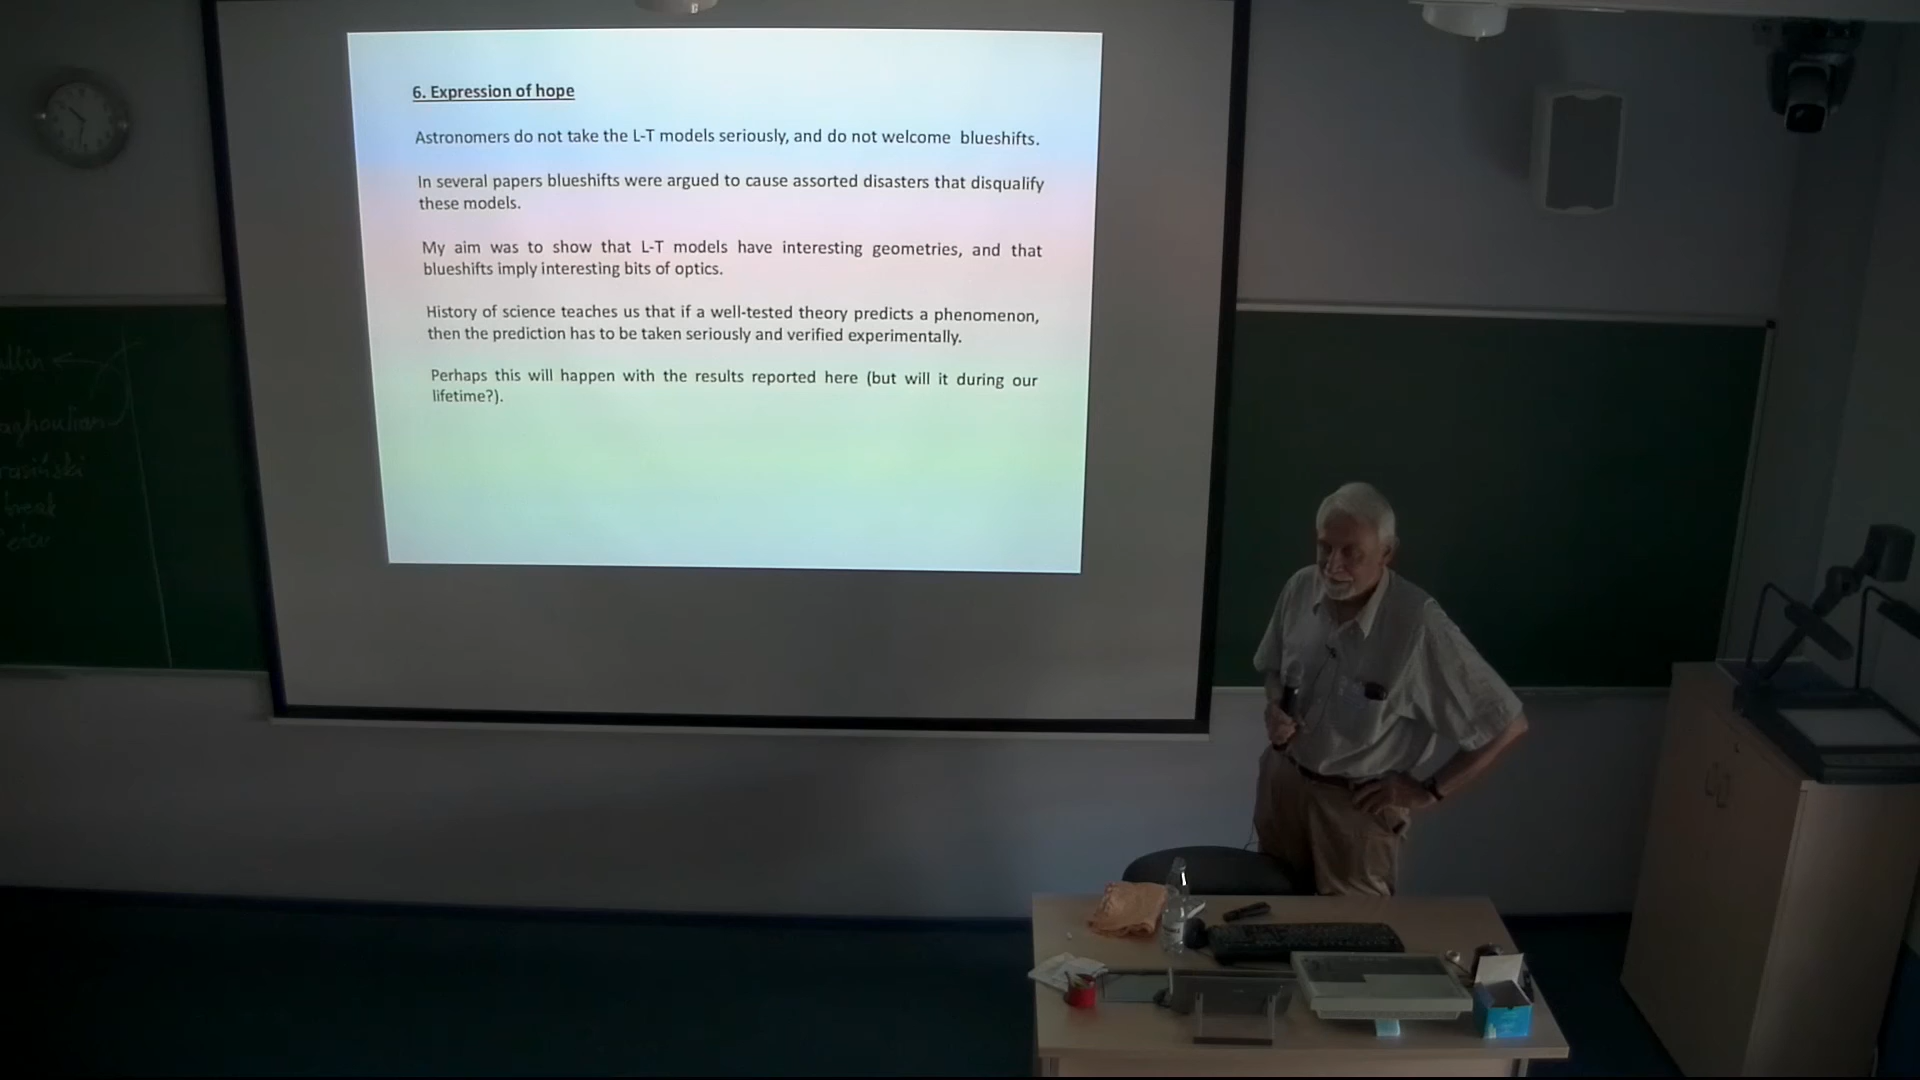 6. Expression of hope
Astronomers do not take the L-T models seriously, and do not welcome blueshifts.
In several papers blueshifts were argued to cause assorted disasters that disqualify
these models.
My aim was to show that L-T models have interesting geometries, and that
blueshifts imply interesting bits of optics.
History of science teaches us that if a well-tested theory predicts a phenomenon,
then the prediction has to be taken seriously and verified experimentally.
Perhaps this will happen with the results reported here (but will it during our
lifetime?).
break